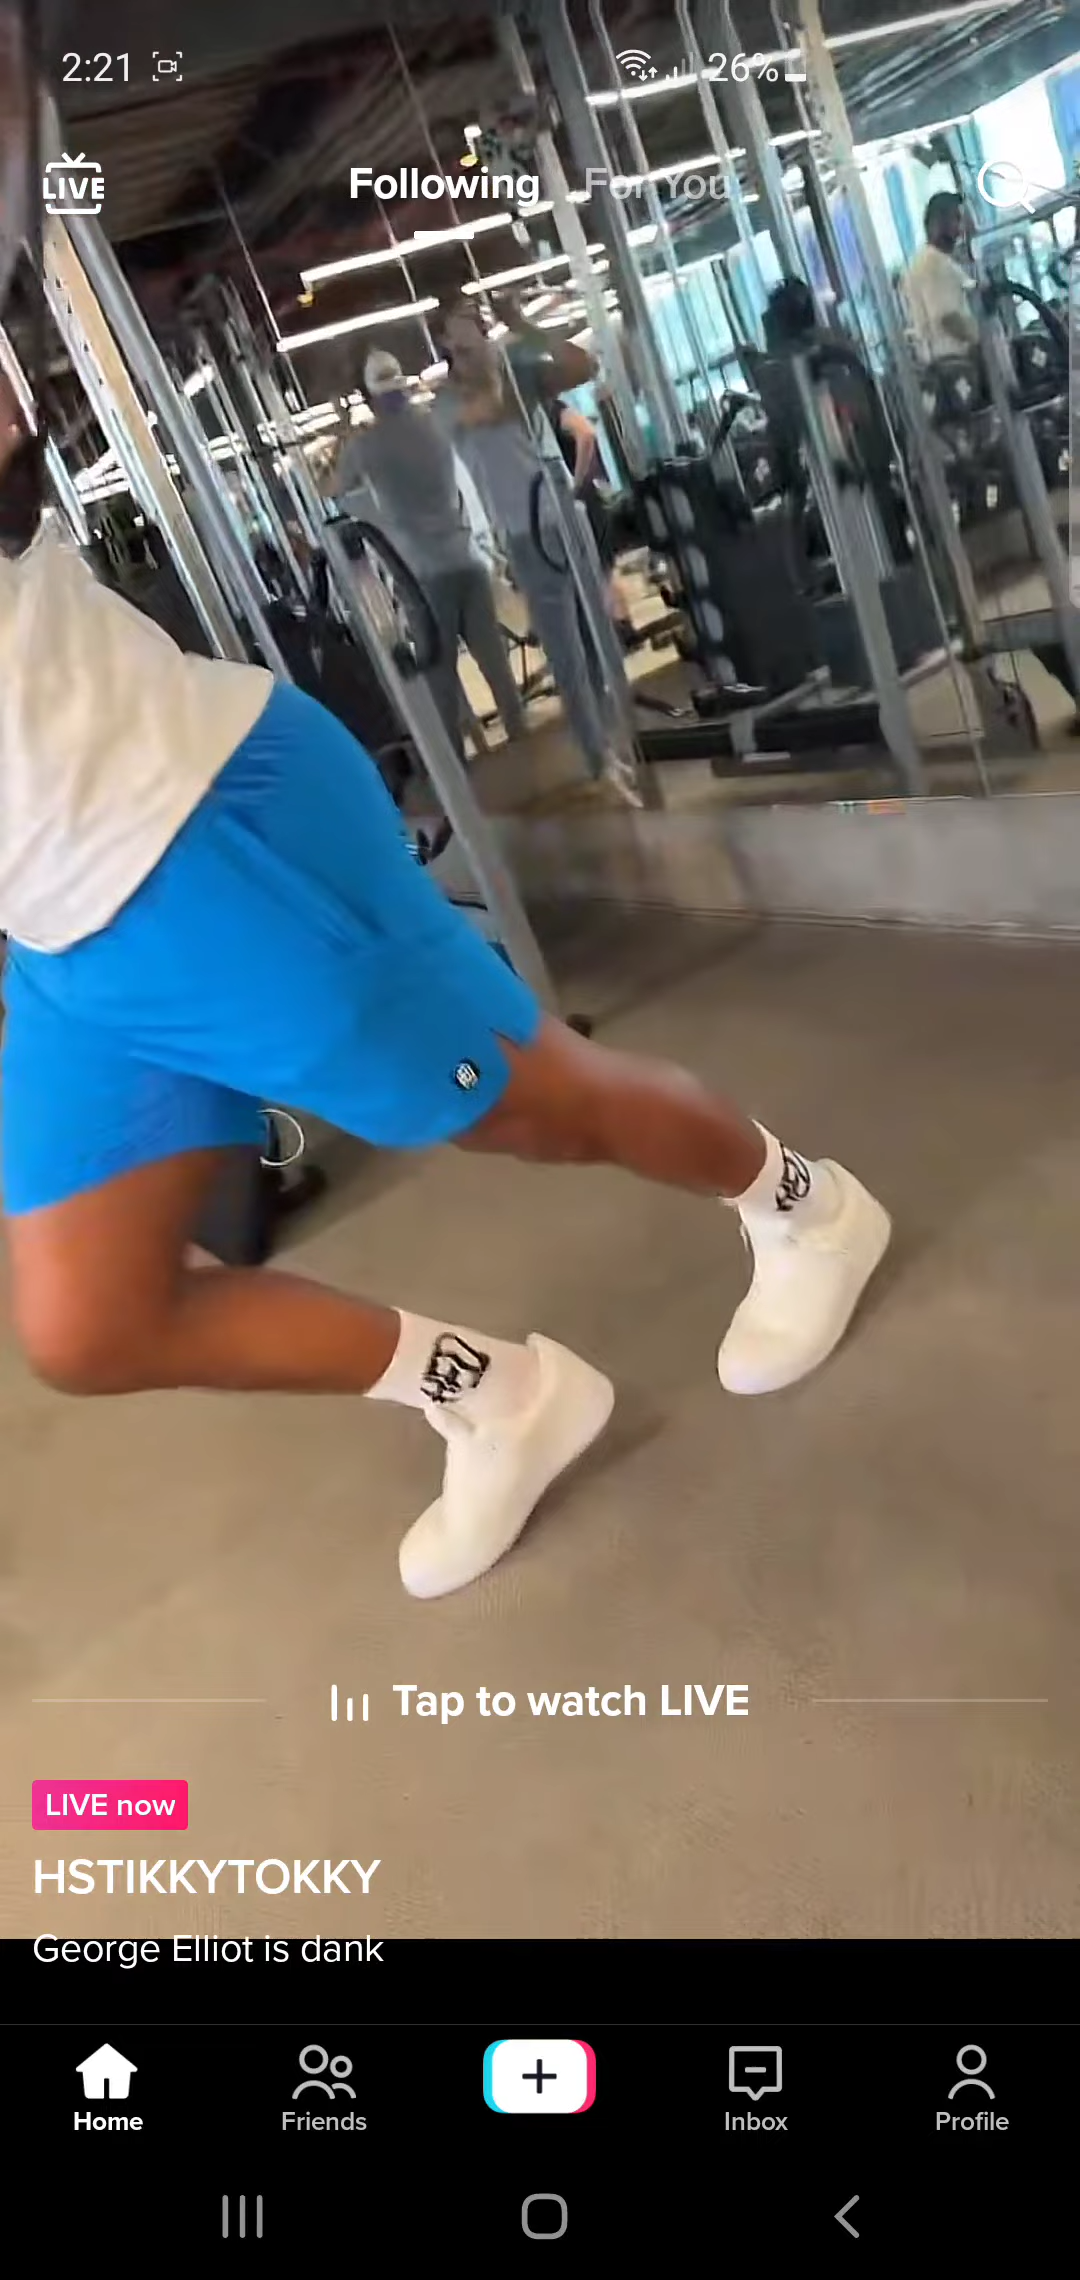 2:21 26%
LIVE Following For You
Tap to watch LIVE
LIVE now
HSTIKKYTOKKY
George Elliot is dank
Home Friends Inbox Profile